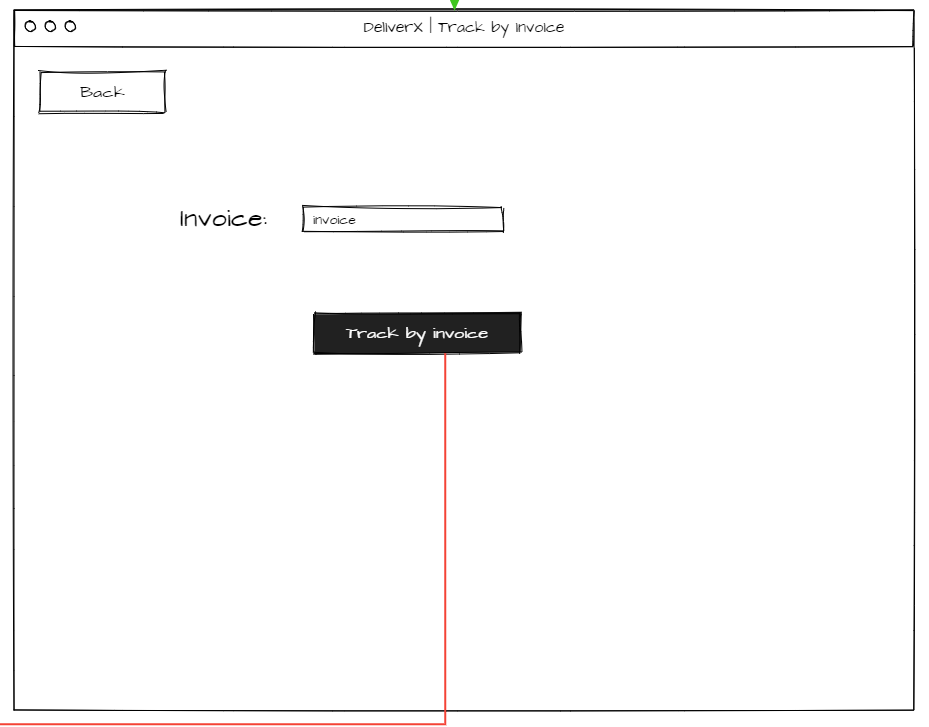 DeliverX | Track by Invoice
Back
Invoice: invoice
Track by invoice